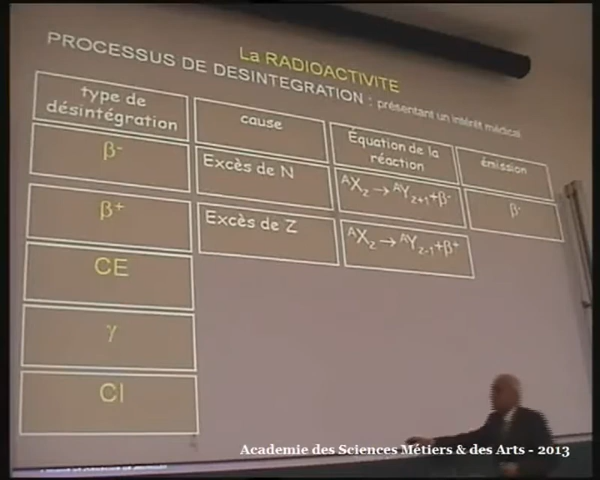 La RADIOACTIVITE
PROCESSUS DE DESINTEGRATION : présentant un intérêt médical
type de
désintégration
cause
Équation de la
réaction
émission
β-
Excès de N
ᴬX_z → ᴬY_z+1+β-
β-
β+
Excès de Z
ᴬX_z → ᴬY_z-1+β+
CE
γ
CI
Academie des Sciences Métiers & des Arts - 2013